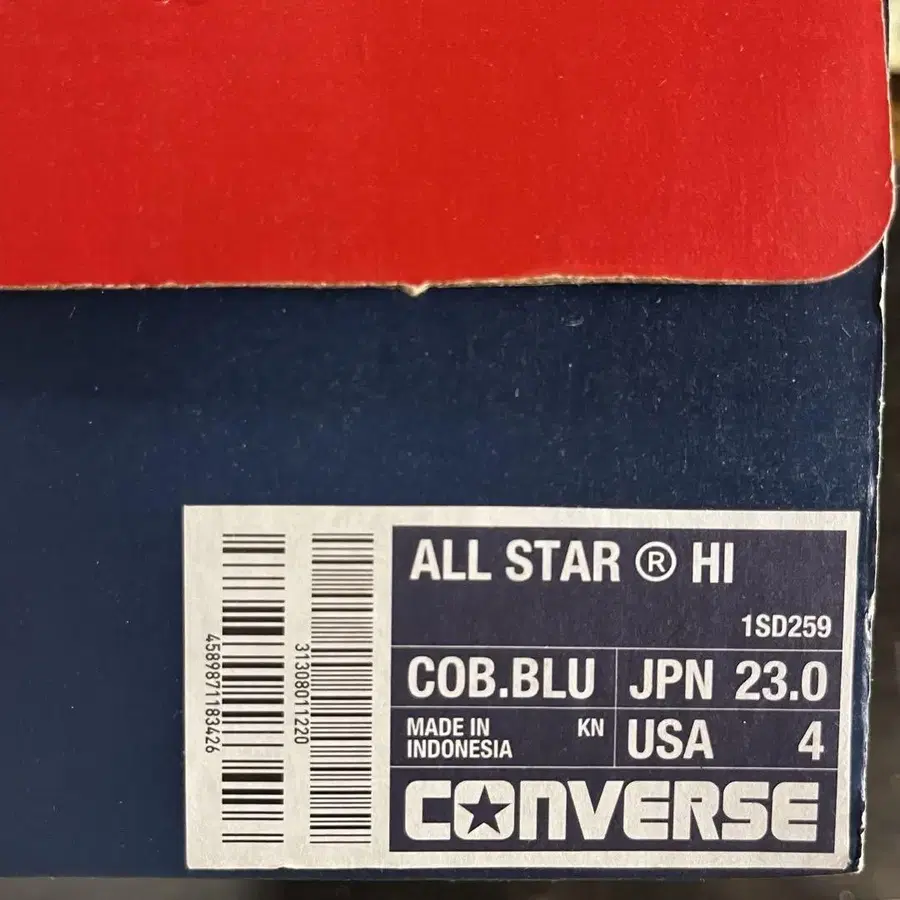 ALL STAR ® HI
1SD259
COB.BLU
JPN 23.0
MADE IN
INDONESIA
KN
USA 4
CONVERSE
4589871183426
31308011220